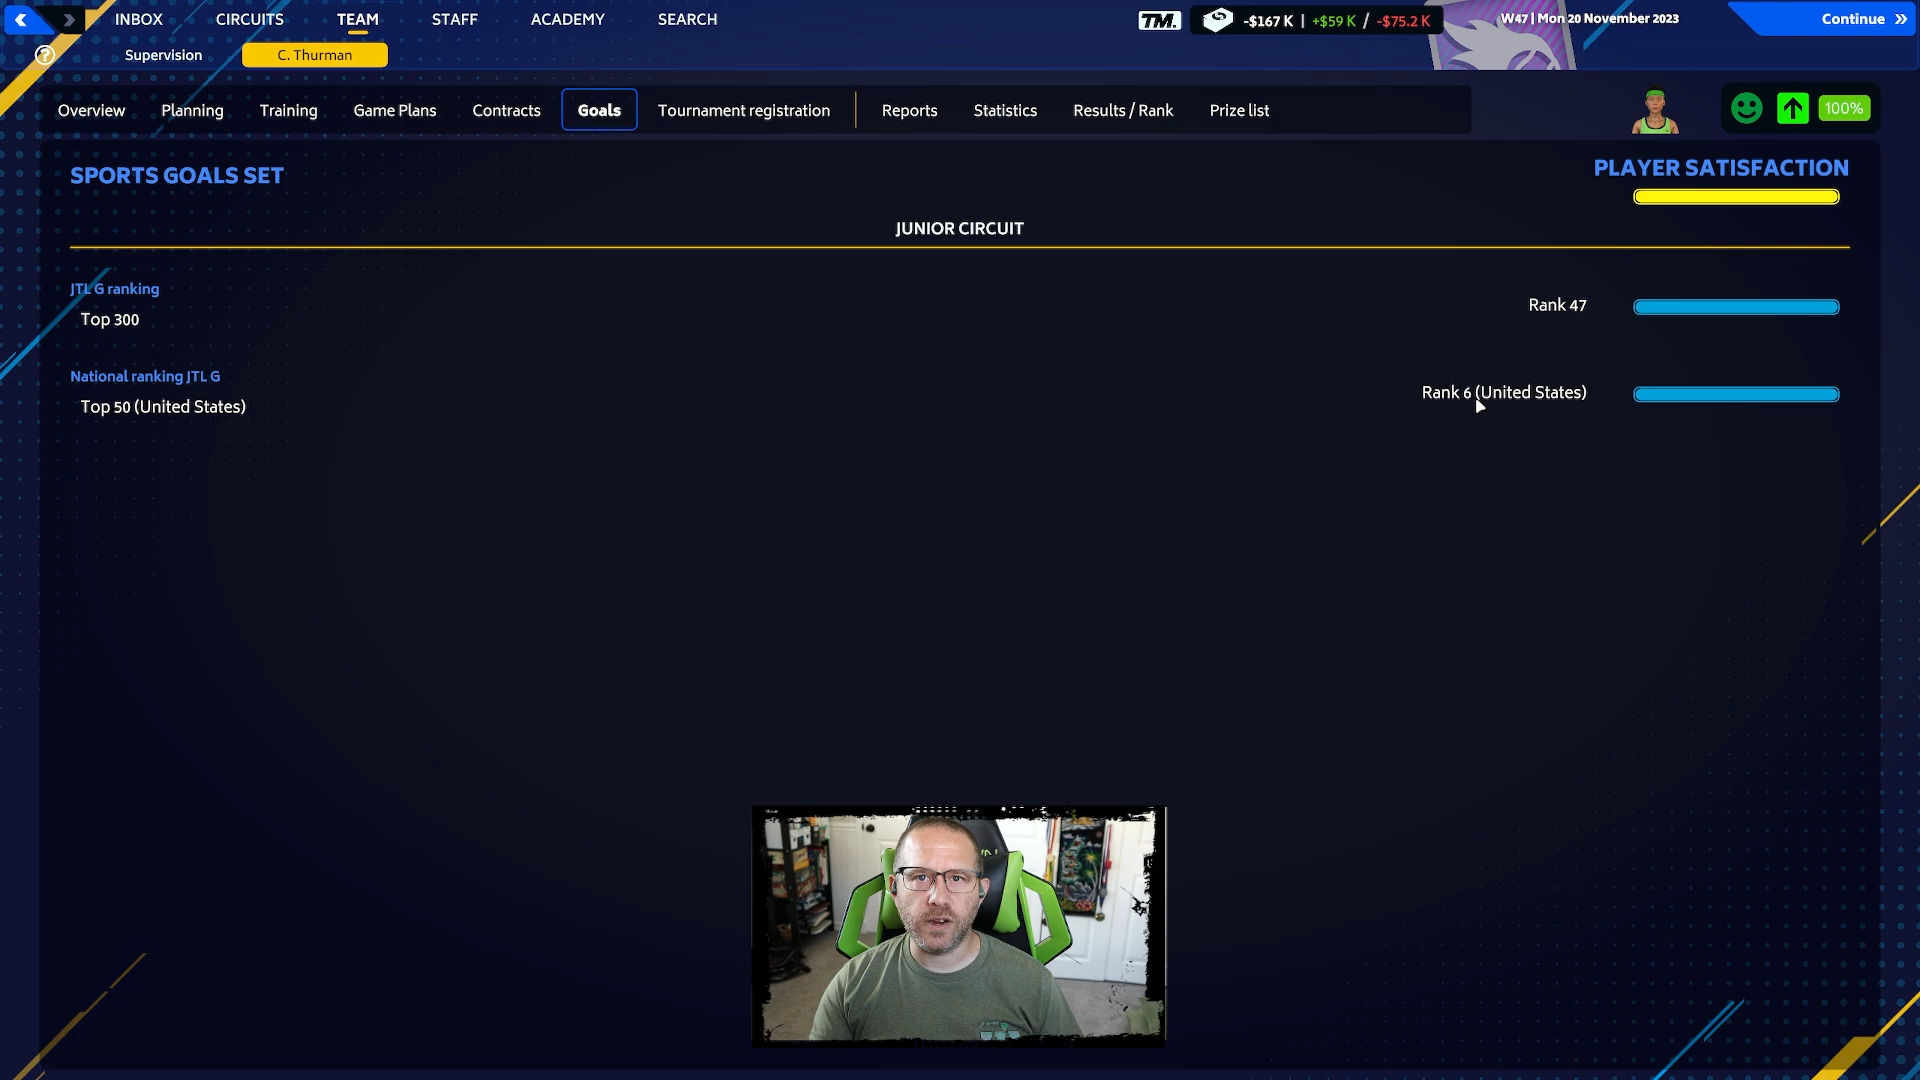 INBOX CIRCUITS TEAM STAFF ACADEMY SEARCH TM. -$167 K | +$59 K / -$75.2 K W47 | Mon 20 November 2023 Continue
Supervision C. Thurman
Overview Planning Training Game Plans Contracts Goals Tournament registration Reports Statistics Results / Rank Prize list 100%
SPORTS GOALS SET PLAYER SATISFACTION
JUNIOR CIRCUIT
JTL G ranking
Top 300 Rank 47
National ranking JTL G
Top 50 (United States) Rank 6 (United States)